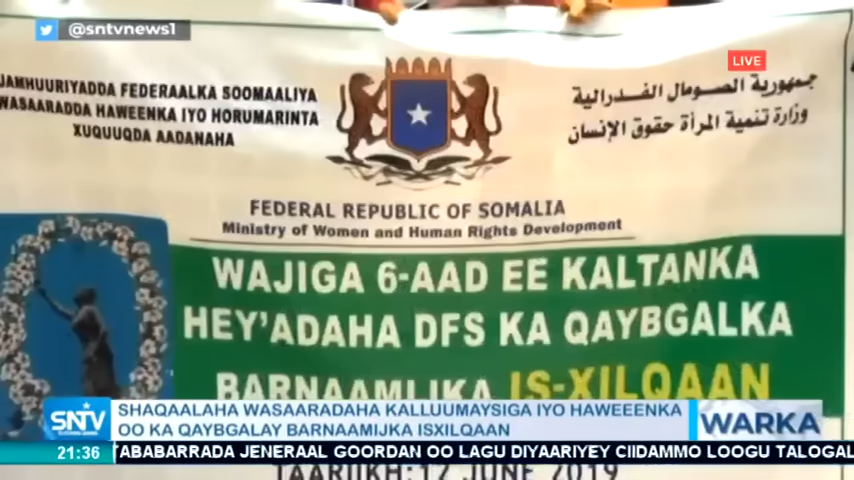 @sntvnews1
LIVE
JAMHUURIYADDA FEDERAALKA SOOMAALIYA
WASAARADDA HAWEENKA IYO HORUMARINTA
XUQUUQDA AADANAHA
جمهورية الصومال الفدرالية
وزارة تنمية المرأة حقوق الإنسان
FEDERAL REPUBLIC OF SOMALIA
Ministry of Women and Human Rights Development
WAJIGA 6-AAD EE KALTANKA
HEY'ADAHA DFS KA QAYBGALKA
BARNAAMIJKA IS-XILQAAN
SNTV
SHAQAALAHA WASAARADAHA KALLUUMAYSIGA IYO HAWEEENKA
OO KA QAYBGALAY BARNAAMIJKA ISXILQAAN
WARKA
21:36
TABABARRADA JENERAAL GOORDAN OO LAGU DIYAARIYEY CIIDAMMO LOOGU TALOGAL
TAARIIKH:12 JUNE 2019